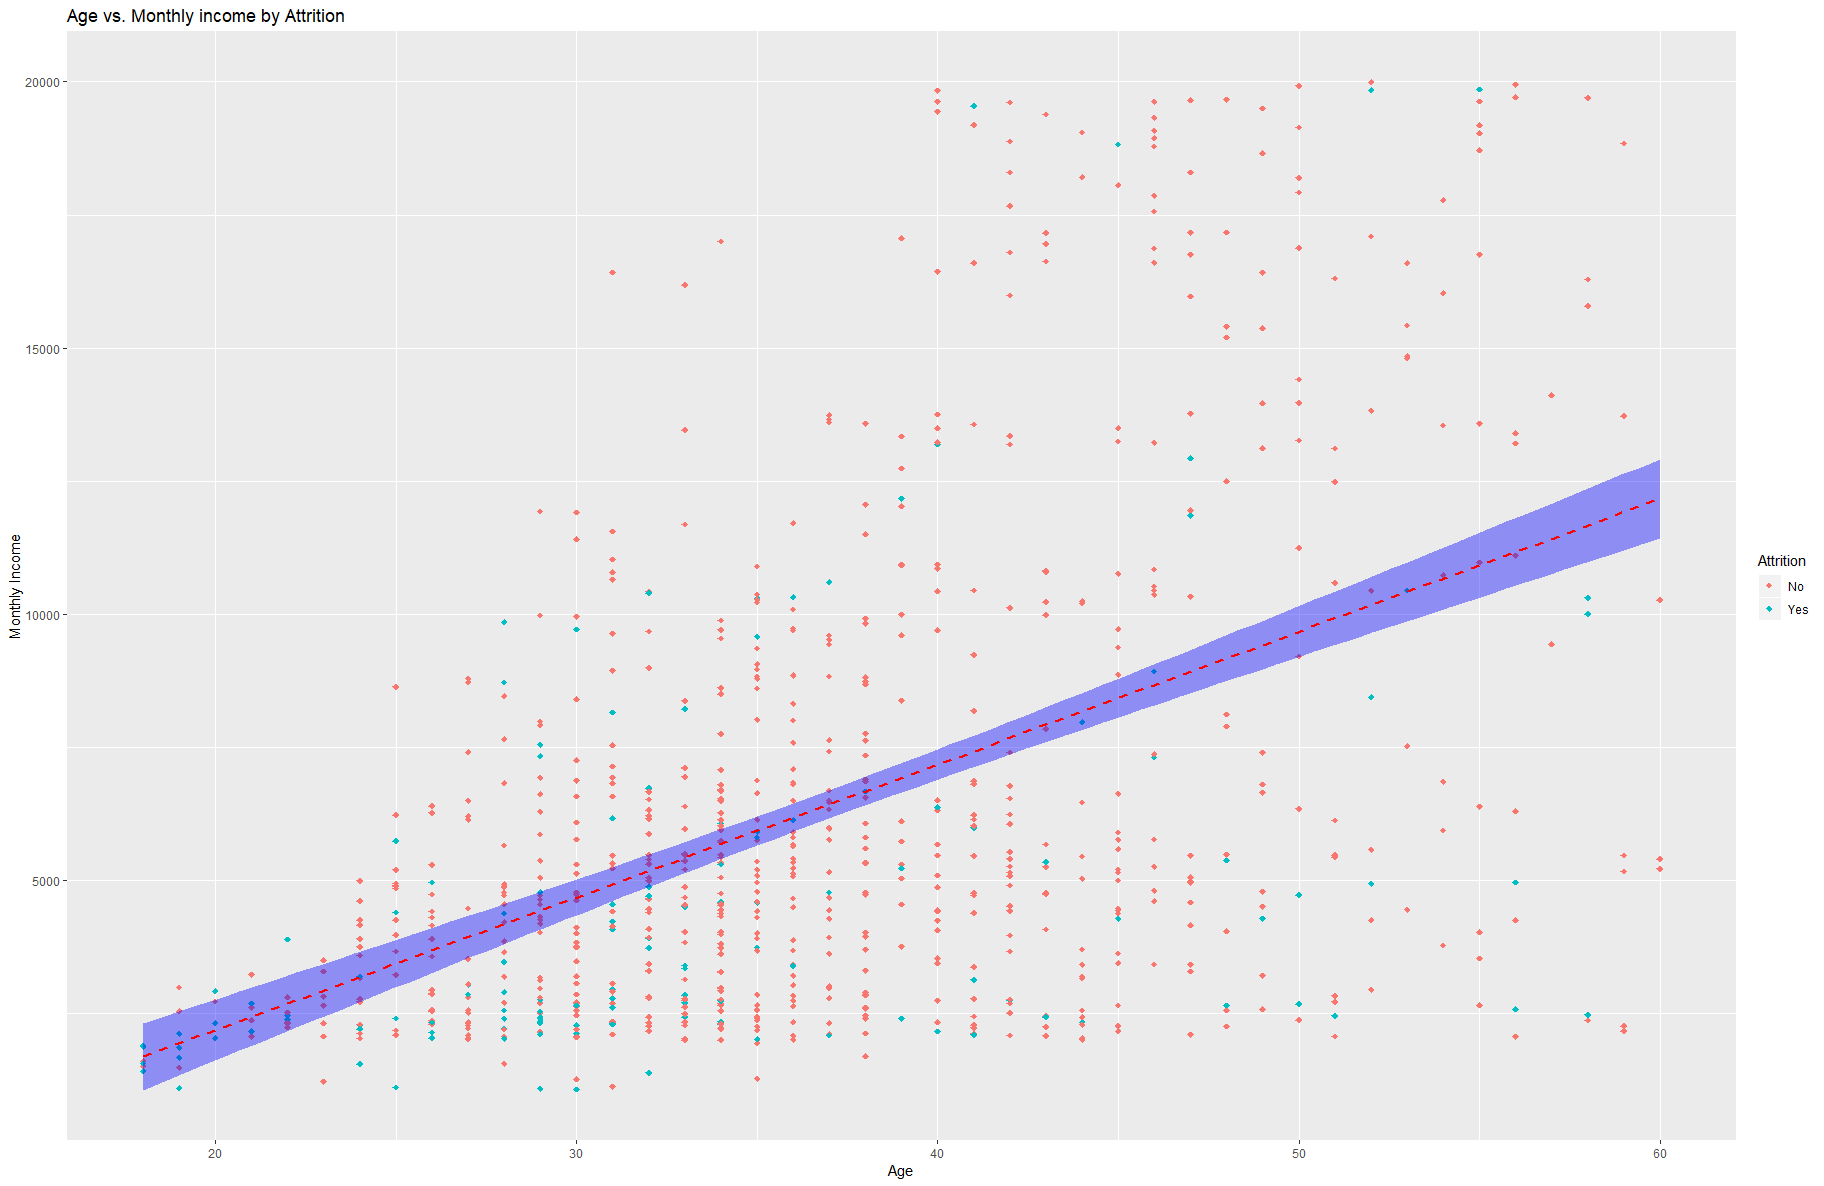 Age vs. Monthly income by Attrition
20000
15000
10000
5000
Monthly Income
20
30
40
50
60
Age
Attrition
No
Yes